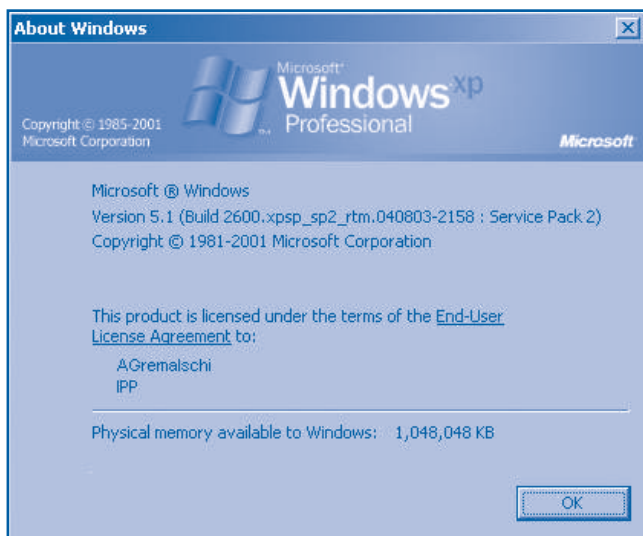 About Windows
Microsoft®
Windows xp
Professional
Copyright © 1985-2001
Microsoft Corporation
Microsoft
Microsoft ® Windows
Version 5.1 (Build 2600.xpsp_sp2_rtm.040803-2158 : Service Pack 2)
Copyright © 1981-2001 Microsoft Corporation
This product is licensed under the terms of the End-User
License Agreement to:
AGremalschi
IPP
Physical memory available to Windows: 1,048,048 KB
OK